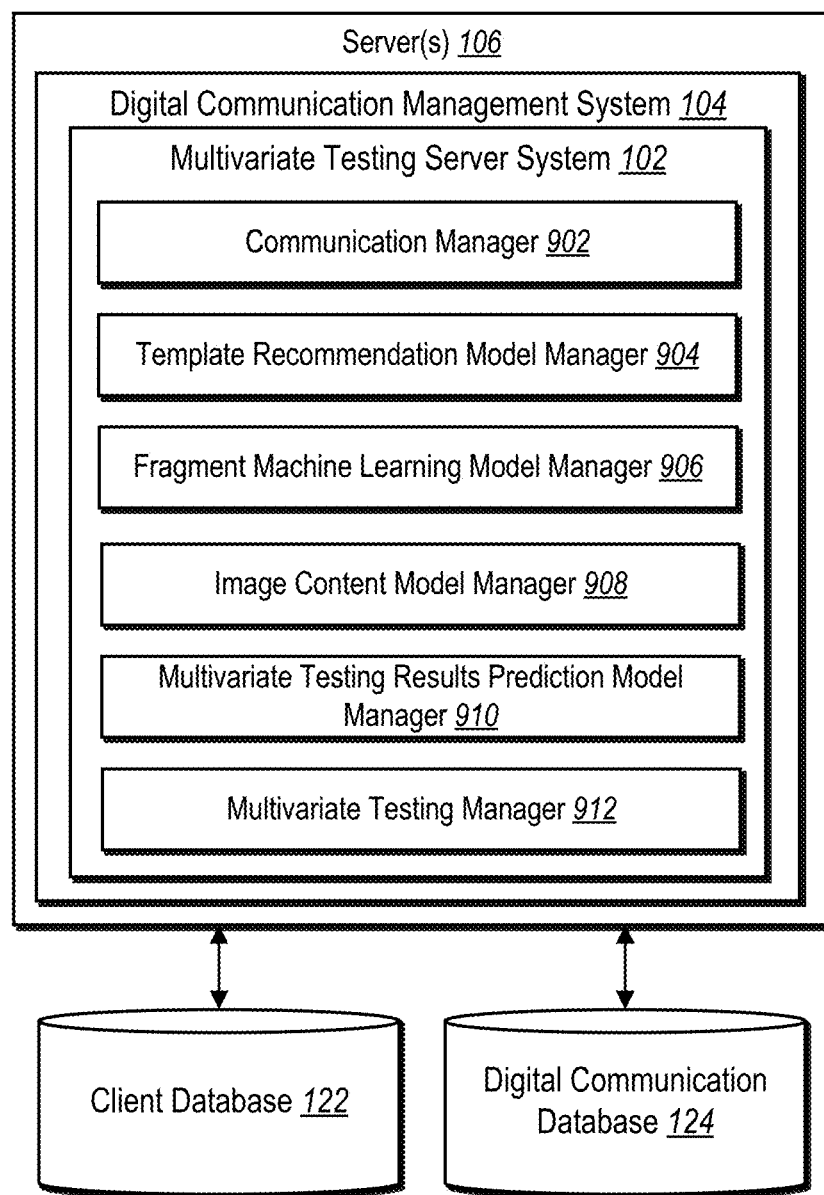 Server(s) 106
Digital Communication Management System 104
Multivariate Testing Server System 102
Communication Manager 902
Template Recommendation Model Manager 904
Fragment Machine Learning Model Manager 906
Image Content Model Manager 908
Multivariate Testing Results Prediction Model
Manager 910
Multivariate Testing Manager 912
Client Database 122
Digital Communication
Database 124